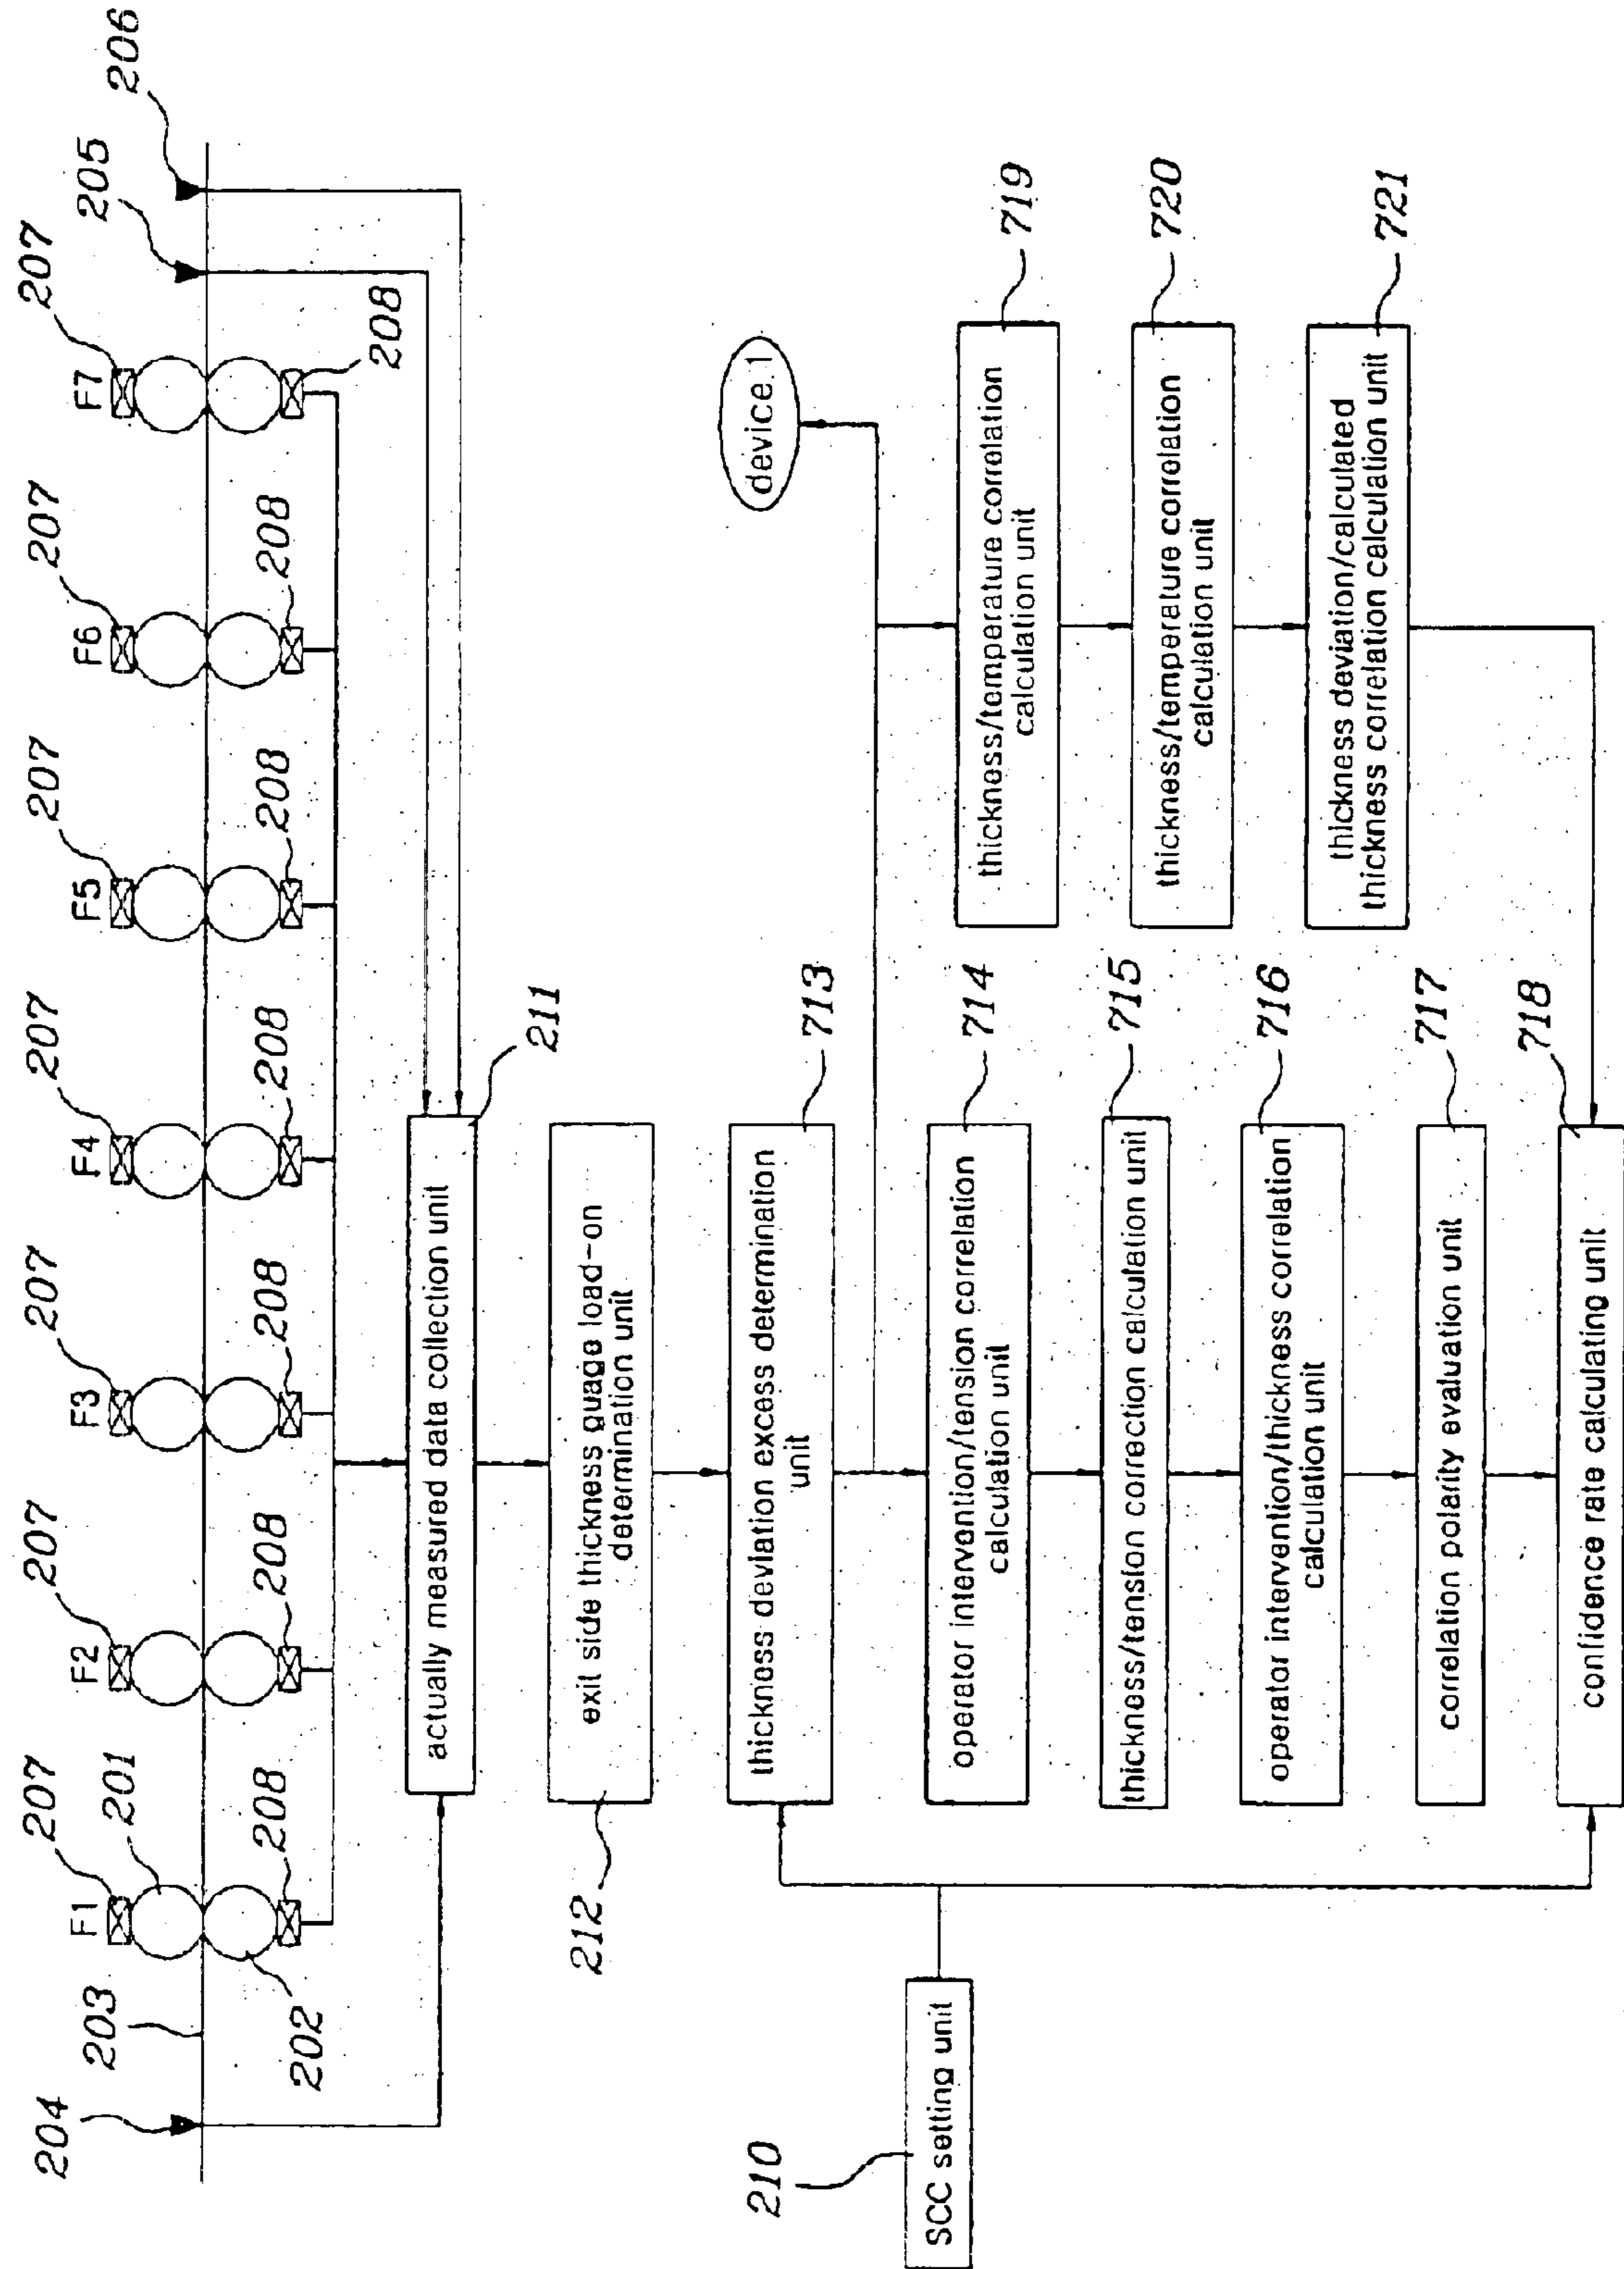 204
203
F1
207
201
202
208
F2
207
208
F3
207
208
F4
207
208
F5
207
208
F6
207
208
F7
207
208
205
206
actually measured data collection unit
211
exit side thickness guage load-on
determination unit
212
thickness deviation excess determination
unit
713
device 1
210
SCC setting unit
operator intervention/tension correlation
calculation unit
714
thickness/tension correction calculation unit
715
operator intervention/thickness correlation
calculation unit
716
correlation polarity evaluation unit
717
confidence rate calculating unit
718
thickness/temperature correlation
calculation unit
719
thickness/temperature correlation
calculation unit
720
thickness deviation/calculated
thickness correlation calculation unit
721